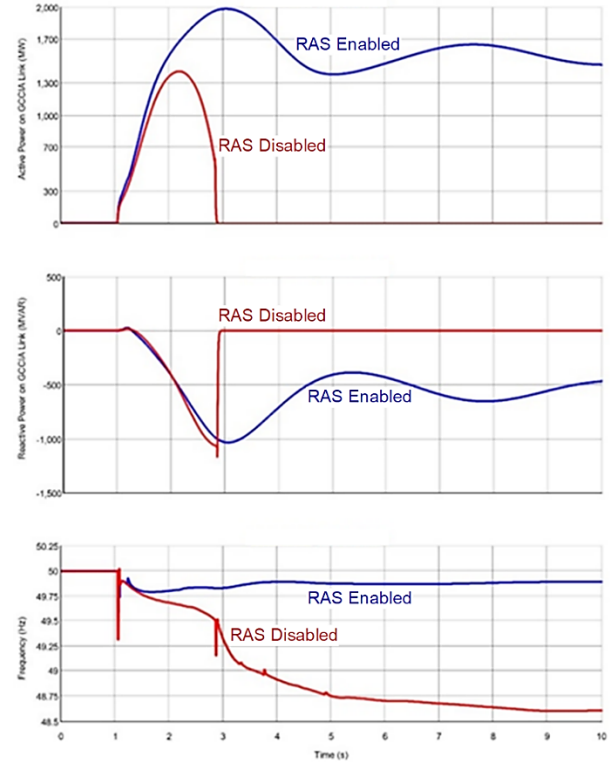 Active Power on GCCIA Link (MW)
2,000
1,700
1,300
1,000
700
300
0
RAS Enabled
RAS Disabled
Reactive Power on GCCIA Link (MVAR)
500
0
-500
-1,000
-1,500
RAS Disabled
RAS Enabled
Frequency (Hz)
50.25
50
49.75
49.5
49.25
49
48.75
48.5
RAS Enabled
RAS Disabled
0 1 2 3 4 5 6 7 8 9 10
Time (s)